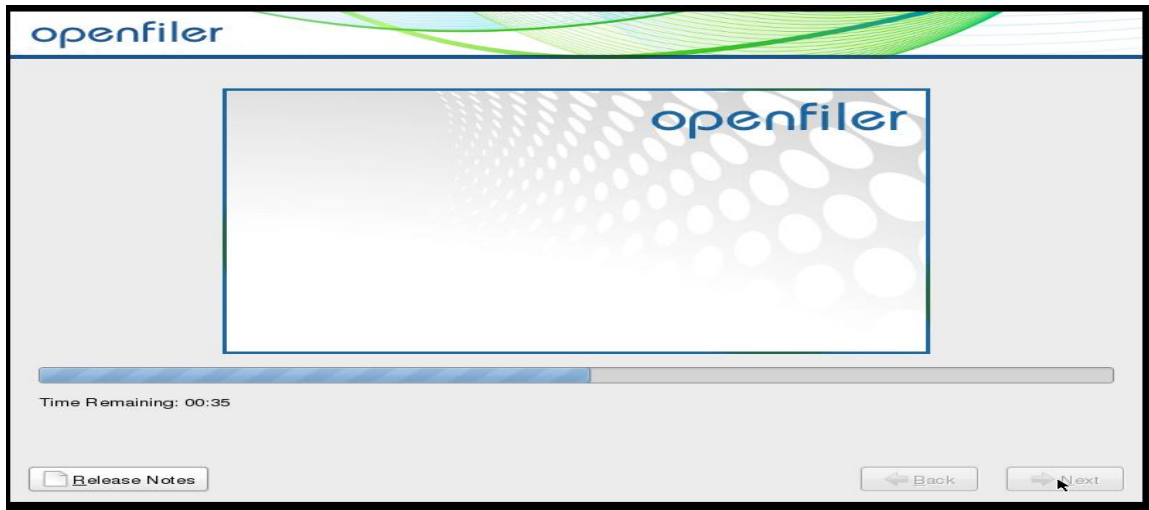 openfiler
openfiler
Time Remaining: 00:35
Release Notes
Back
Next